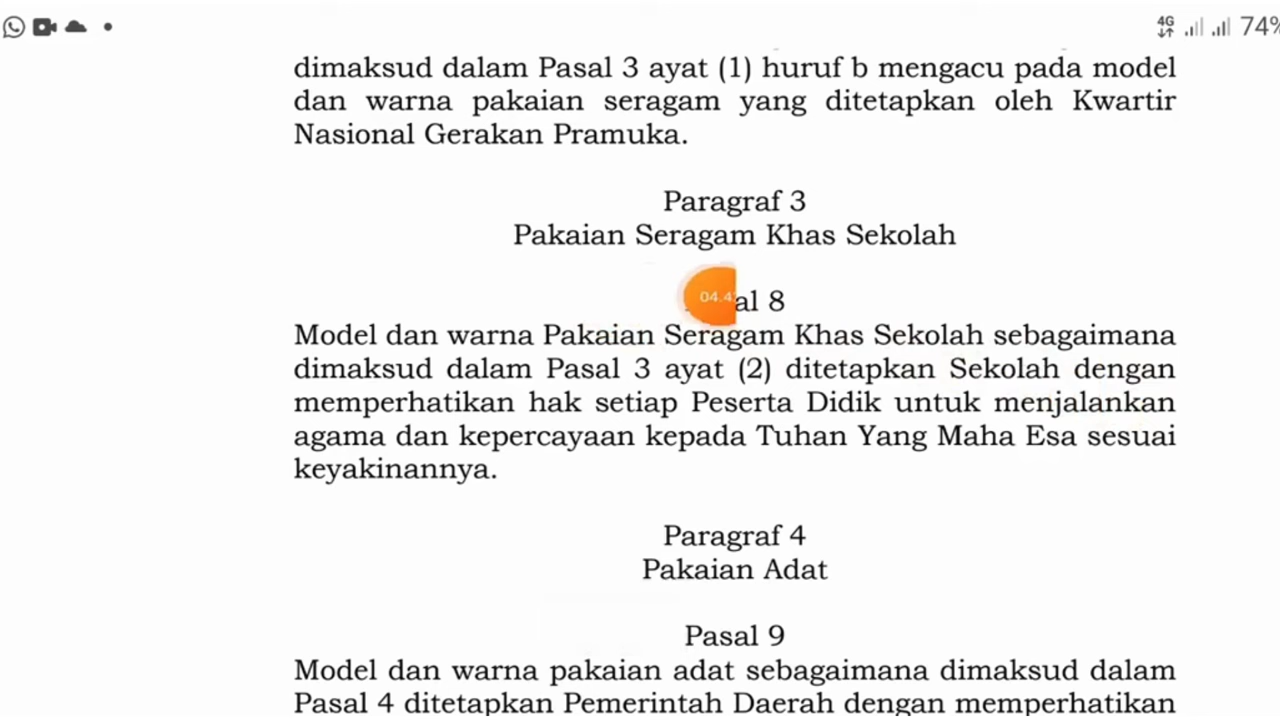 4G 74%
dimaksud dalam Pasal 3 ayat (1) huruf b mengacu pada model
dan warna pakaian seragam yang ditetapkan oleh Kwartir
Nasional Gerakan Pramuka.
Paragraf 3
Pakaian Seragam Khas Sekolah
04.4
al 8
Model dan warna Pakaian Seragam Khas Sekolah sebagaimana
dimaksud dalam Pasal 3 ayat (2) ditetapkan Sekolah dengan
memperhatikan hak setiap Peserta Didik untuk menjalankan
agama dan kepercayaan kepada Tuhan Yang Maha Esa sesuai
keyakinannya.
Paragraf 4
Pakaian Adat
Pasal 9
Model dan warna pakaian adat sebagaimana dimaksud dalam
Pasal 4 ditetapkan Pemerintah Daerah dengan memperhatikan